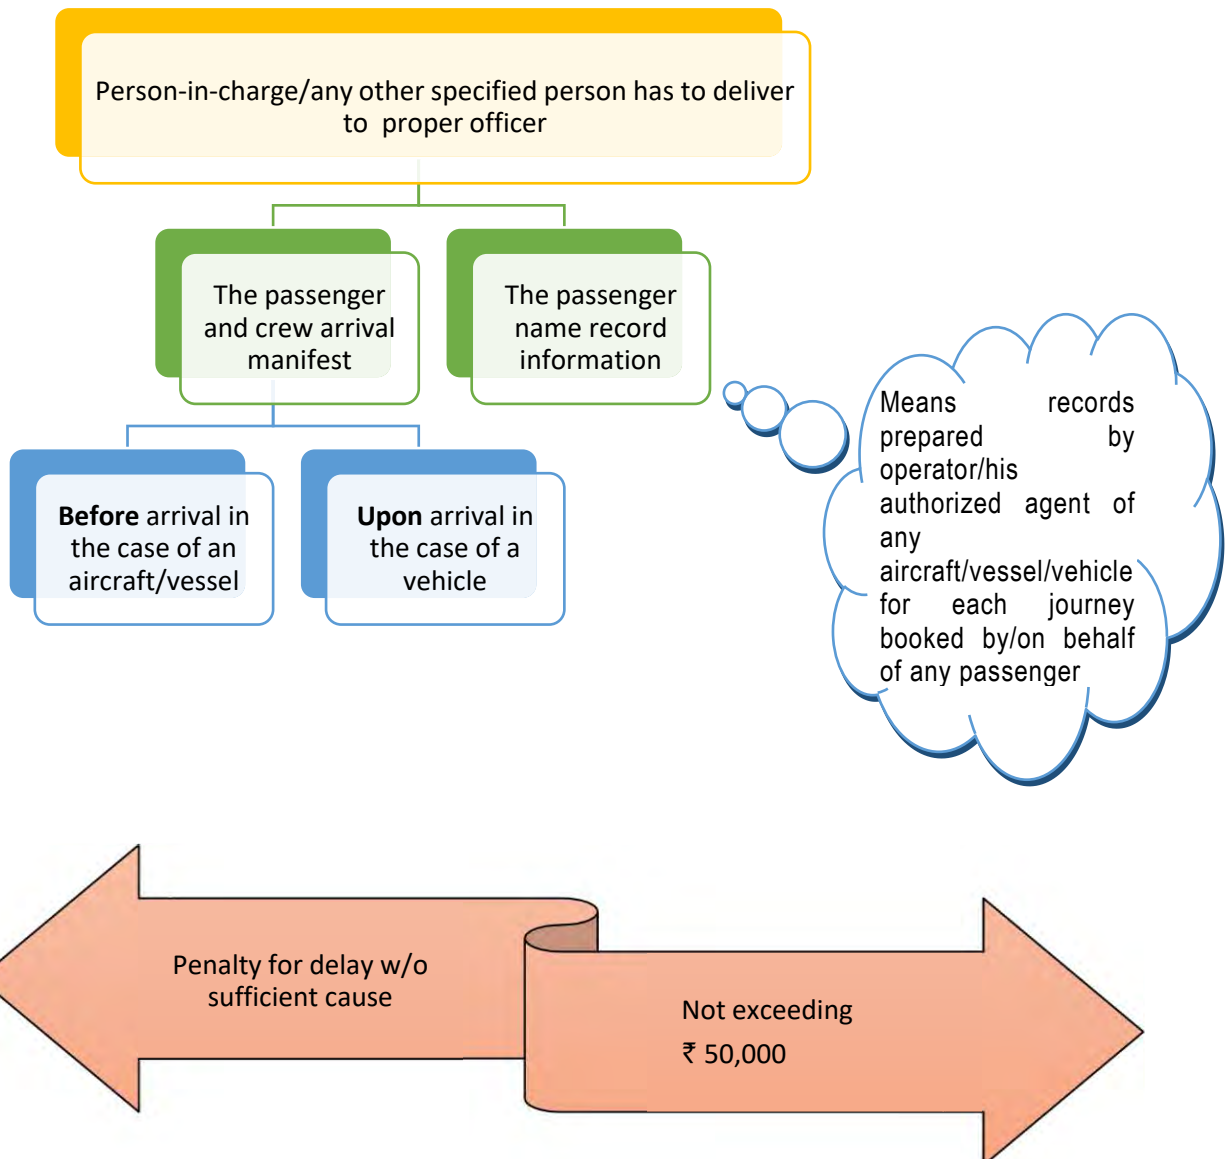 Person-in-charge/any other specified person has to deliver
to proper officer
The passenger
and crew arrival
manifest
The passenger
name record
information
Before arrival in
the case of an
aircraft/vessel
Upon arrival in
the case of a
vehicle
Means records
prepared by
operator/his
authorized agent of
any
aircraft/vessel/vehicle
for each journey
booked by/on behalf
of any passenger
Penalty for delay w/o
sufficient cause
Not exceeding
₹ 50,000